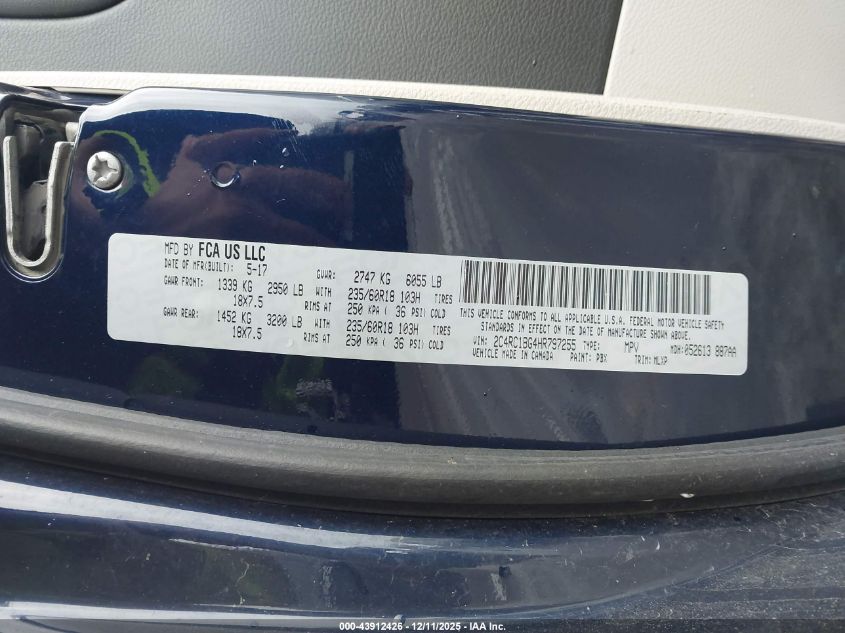 MFD BY FCA US LLC
DATE OF MFR(BUILT): 5-17 GVWR: 2747 KG 6055 LB
GAWR FRONT: 1339 KG 2950 LB WITH 235/60R18 103H TIRES
18X7.5 RIMS AT 250 KPA( 36 PSI) COLD
GAWR REAR: 1452 KG 3200 LB WITH 235/60R18 103H TIRES
18X7.5 RIMS AT 250 KPA( 36 PSI) COLD
THIS VEHICLE CONFORMS TO ALL APPLICABLE U.S.A. FEDERAL MOTOR VEHICLE SAFETY
STANDARDS IN EFFECT ON THE DATE OF MANUFACTURE SHOWN ABOVE.
VIN: 2C4RC1BG4HR797255 TYPE: MPV MDH: 052613 887AA
VEHICLE MADE IN CANADA PAINT: PBX TRIM: MLXP
000-43912426 - 12/11/2025 - IAA Inc.